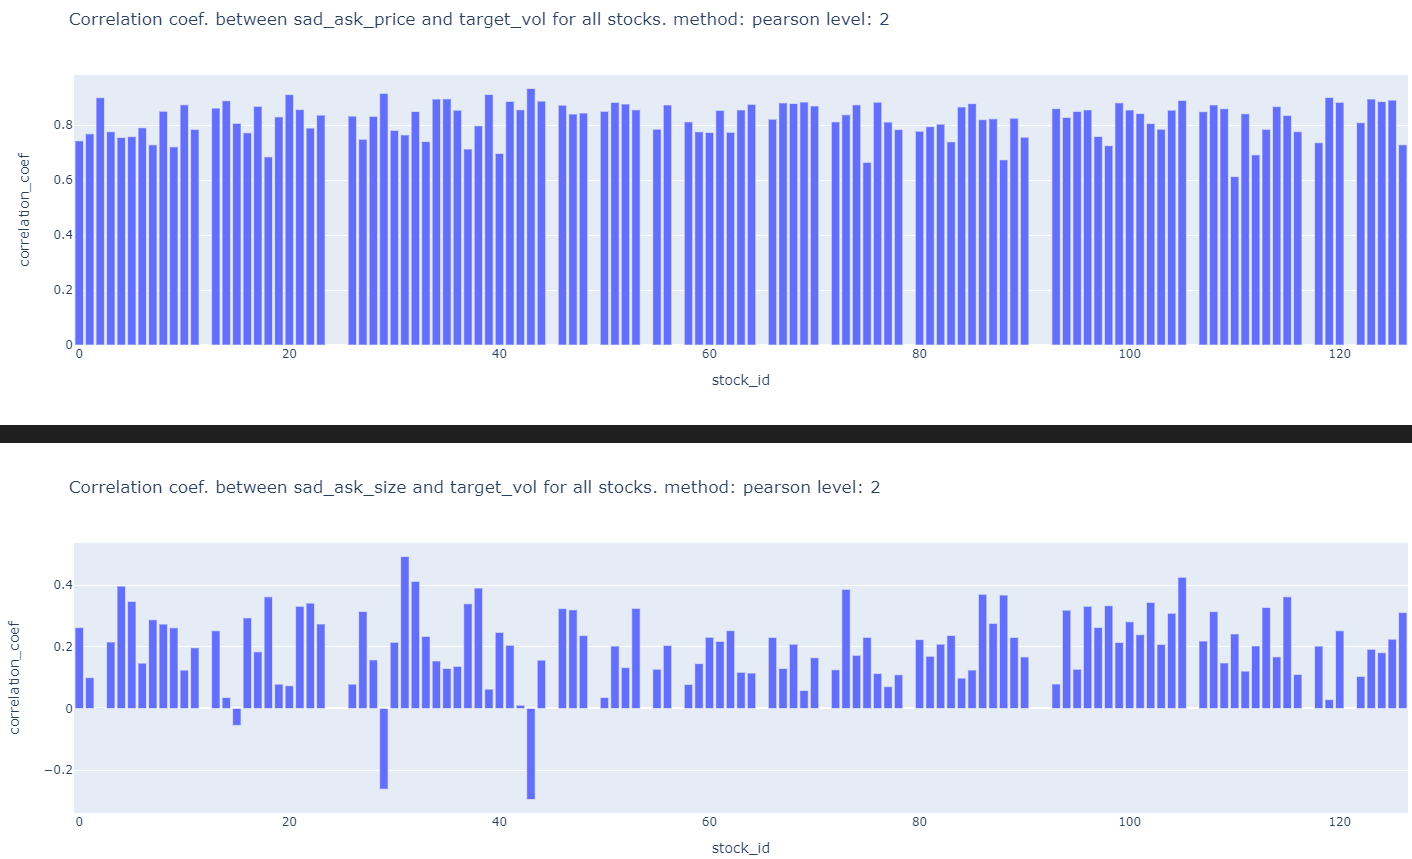 Correlation coef. between sad_ask_price and target_vol for all stocks. method: pearson level: 2
0.8
0.6
0.4
0.2
0
correlation_coef
0 20 40 60 80 100 120
stock_id
Correlation coef. between sad_ask_size and target_vol for all stocks. method: pearson level: 2
0.4
0.2
0
−0.2
correlation_coef
0 20 40 60 80 100 120
stock_id